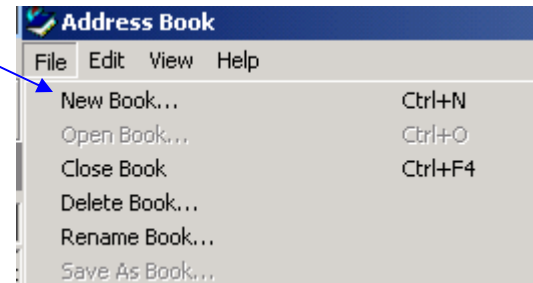 Address Book
File Edit View Help
New Book... Ctrl+N
Open Book... Ctrl+O
Close Book Ctrl+F4
Delete Book...
Rename Book...
Save As Book...